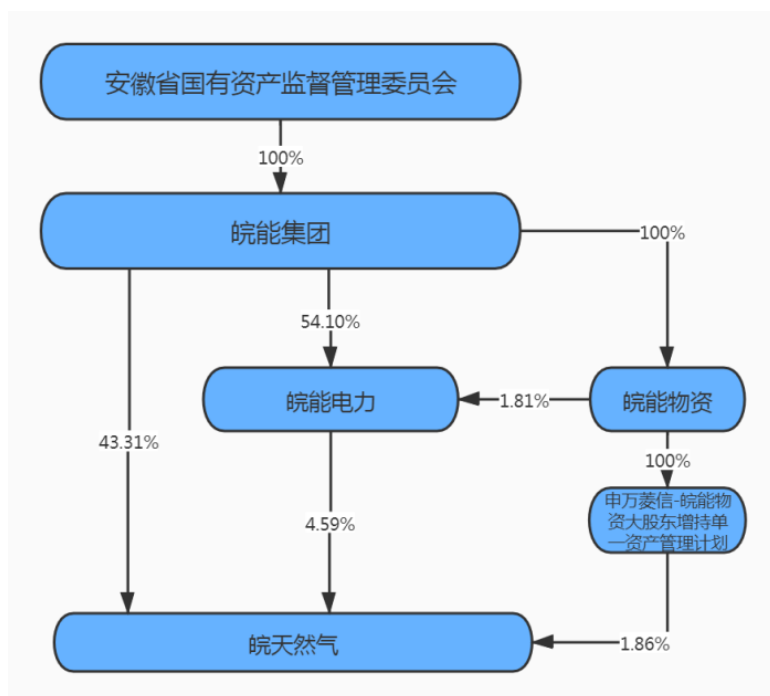 安徽省国有资产监督管理委员会
100%
皖能集团
100%
54.10%
皖能电力
1.81%
皖能物资
43.31%
100%
申万菱信-皖能物
资大股东增持单
一资产管理计划
4.59%
皖天然气
1.86%